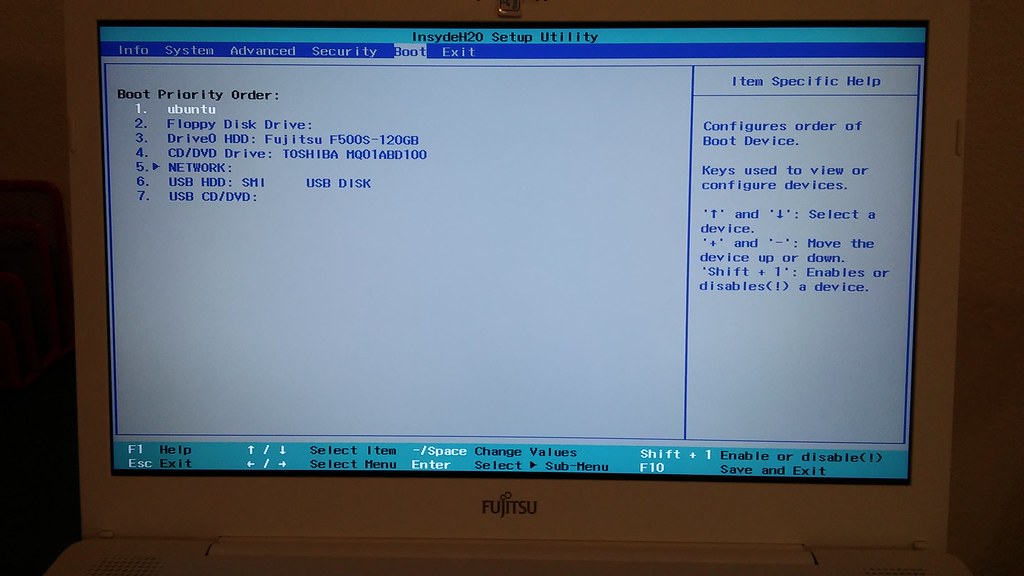 InsydeH20 Setup Utility
Info System Advanced Security Boot Exit
Boot Priority Order:
1. ubuntu
2. Floppy Disk Drive:
3. Drive0 HDD: Fujitsu F500S-120GB
4. CD/DVD Drive: TOSHIBA MQ01ABD100
5.▶ NETWORK:
6. USB HDD: SMI USB DISK
7. USB CD/DVD:
Item Specific Help
Configures order of
Boot Device.
Keys used to view or
configure devices.
'↑' and '↓': Select a
device.
'+' and '-': Move the
device up or down.
'Shift + 1': Enables or
disables(!) a device.
F1 Help ↑ / ↓ Select Item -/Space Change Values Shift + 1 Enable or disable(!)
Esc Exit ← / → Select Menu Enter Select ▶ Sub-Menu F10 Save and Exit
FUJITSU